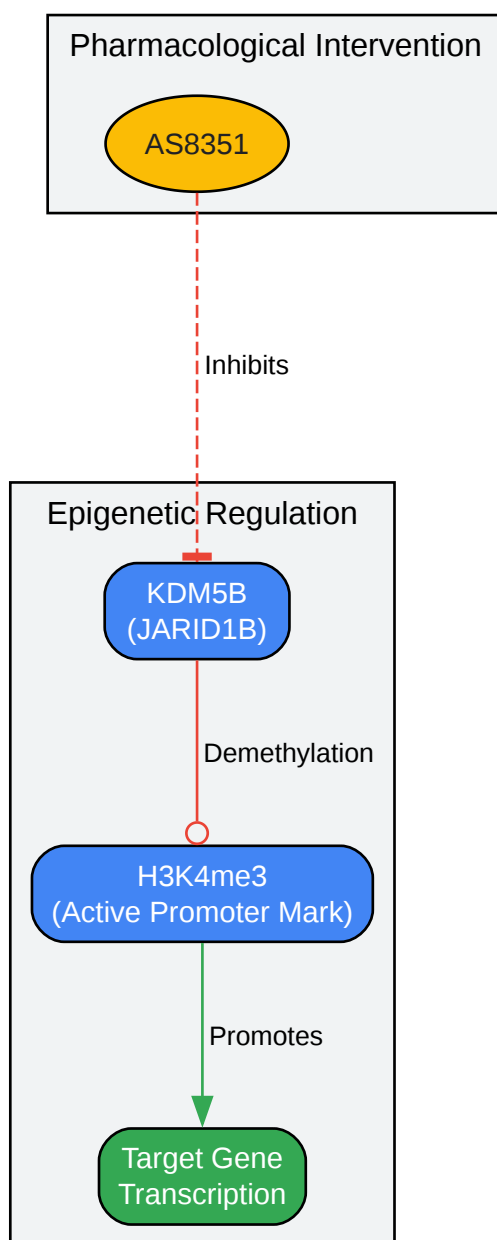 Pharmacological Intervention
AS8351
Inhibits
Epigenetic Regulation
KDM5B
(JARID1B)
Demethylation
H3K4me3
(Active Promoter Mark)
Promotes
Target Gene
Transcription